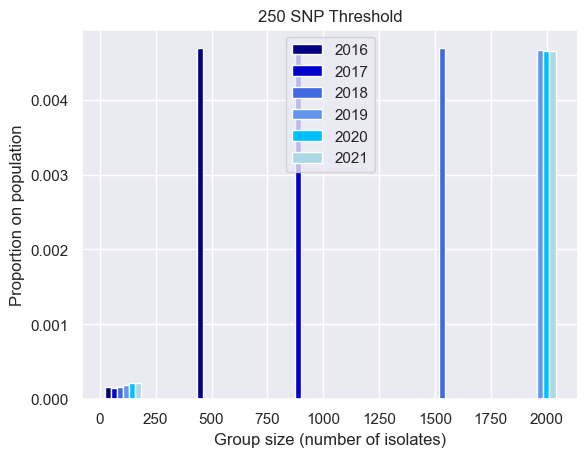 250 SNP Threshold
2016
2017
2018
2019
2020
2021
Proportion on population
0.004
0.003
0.002
0.001
0.000
0 250 500 750 1000 1250 1500 1750 2000
Group size (number of isolates)